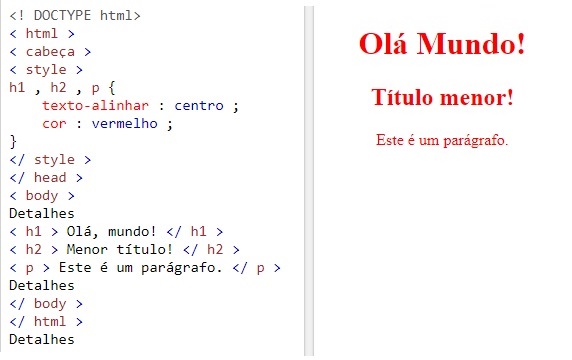 <! DOCTYPE html>
< html >
< cabeça >
< style >
h1 , h2 , p {
texto-alinhar : centro ;
cor : vermelho ;
}
</ style >
</ head >
< body >
Detalhes
< h1 > Olá, mundo! </ h1 >
< h2 > Menor título! </ h2 >
< p > Este é um parágrafo. </ p >
Detalhes
</ body >
</ html >
Detalhes
Olá Mundo!
Título menor!
Este é um parágrafo.